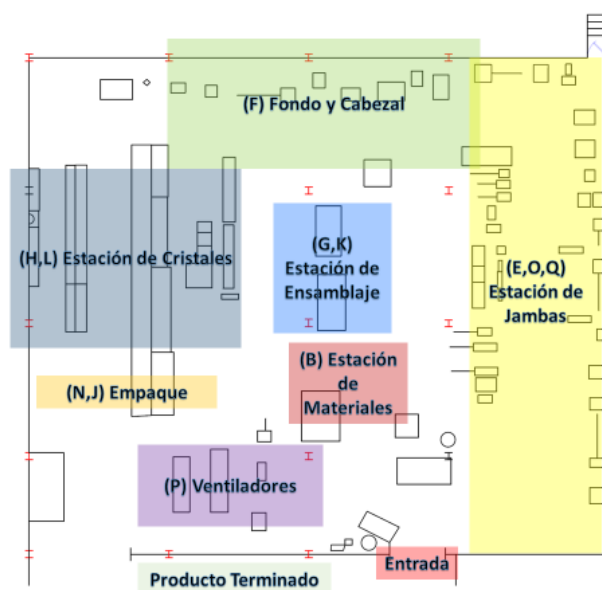 (F) Fondo y Cabezal
(H,L) Estación de Cristales
(G,K)
Estación de
Ensamblaje
(E,O,Q)
Estación de
Jambas
(B) Estación
de
Materiales
(N,J) Empaque
(P) Ventiladores
Entrada
Producto Terminado